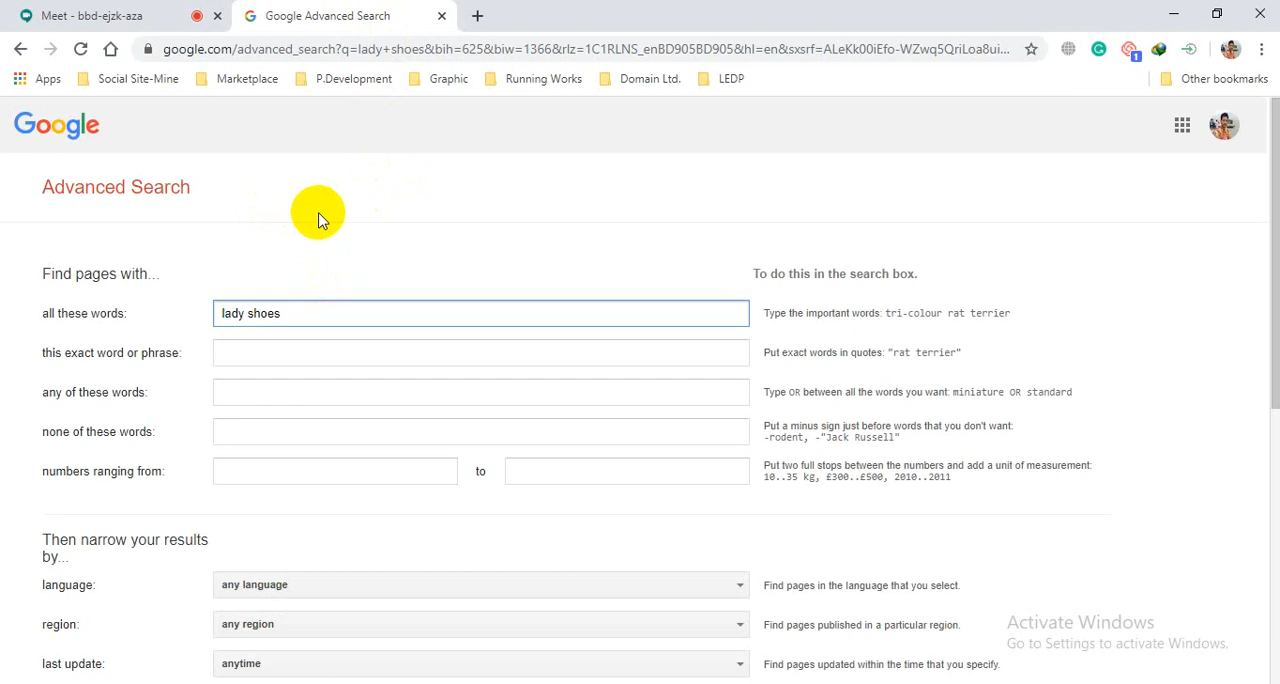 Meet - bbd-ejzk-aza
Google Advanced Search
google.com/advanced_search?q=lady+shoes&bih=625&biw=1366&rlz=1C1RLNS_enBD905BD905&hl=en&sxsrf=ALeKk00iEfo-WZwq5QriLoa8ui...
Apps Social Site-Mine Marketplace P.Development Graphic Running Works Domain Ltd. LEDP Other bookmarks
1
Google
Advanced Search
Find pages with... To do this in the search box.
all these words: lady shoes Type the important words: tri-colour rat terrier
this exact word or phrase: Put exact words in quotes: "rat terrier"
any of these words: Type OR between all the words you want: miniature OR standard
none of these words: Put a minus sign just before words that you don't want:
-rodent, -"Jack Russell"
numbers ranging from: to Put two full stops between the numbers and add a unit of measurement:
10..35 kg, £300..£500, 2010..2011
Then narrow your results
by...
language: any language Find pages in the language that you select.
region: any region Find pages published in a particular region.
last update: anytime Find pages updated within the time that you specify.
Activate Windows
Go to Settings to activate Windows.